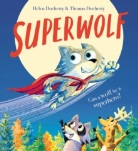 Helen Docherty & Thomas Docherty
SUPERWOLF
Can a wolf be a
superhero?